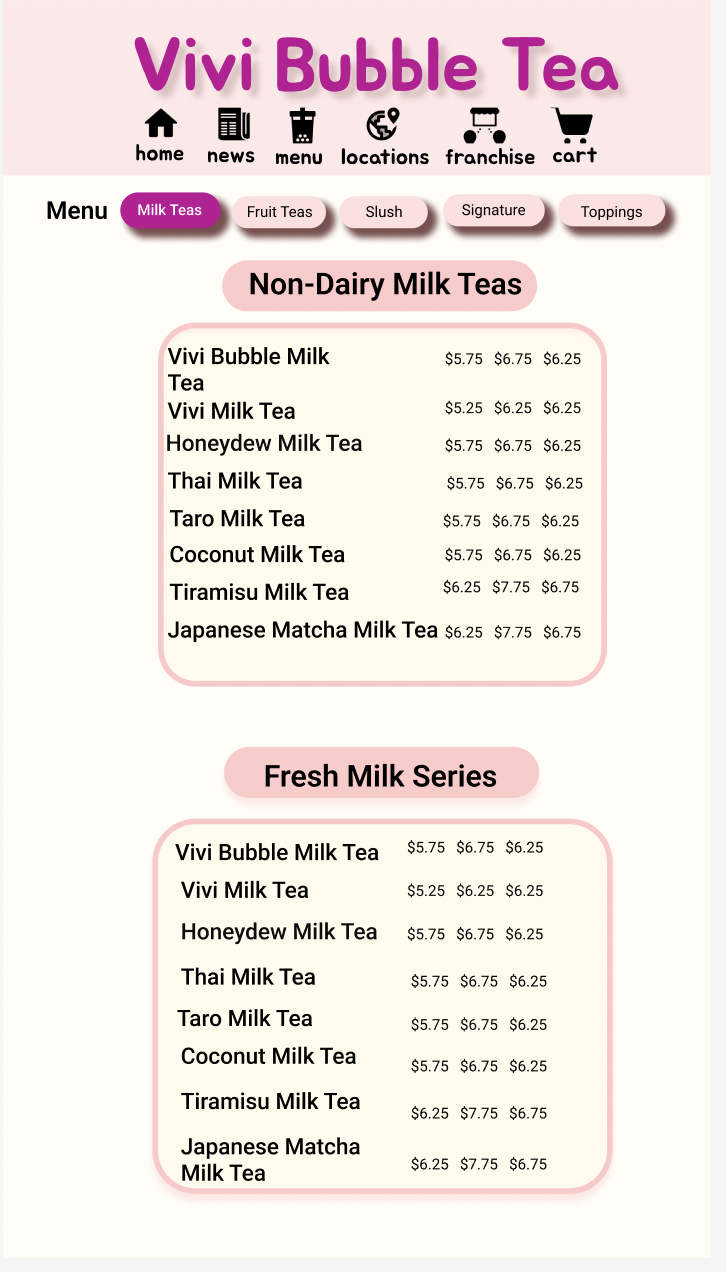 Vivi Bubble Tea
home news menu locations franchise cart
Menu Milk Teas Fruit Teas Slush Signature Toppings
Non-Dairy Milk Teas
Vivi Bubble Milk $5.75 $6.75 $6.25
Tea
Vivi Milk Tea $5.25 $6.25 $6.25
Honeydew Milk Tea $5.75 $6.75 $6.25
Thai Milk Tea $5.75 $6.75 $6.25
Taro Milk Tea $5.75 $6.75 $6.25
Coconut Milk Tea $5.75 $6.75 $6.25
Tiramisu Milk Tea $6.25 $7.75 $6.75
Japanese Matcha Milk Tea $6.25 $7.75 $6.75
Fresh Milk Series
Vivi Bubble Milk Tea $5.75 $6.75 $6.25
Vivi Milk Tea $5.25 $6.25 $6.25
Honeydew Milk Tea $5.75 $6.75 $6.25
Thai Milk Tea $5.75 $6.75 $6.25
Taro Milk Tea $5.75 $6.75 $6.25
Coconut Milk Tea $5.75 $6.75 $6.25
Tiramisu Milk Tea $6.25 $7.75 $6.75
Japanese Matcha
Milk Tea $6.25 $7.75 $6.75